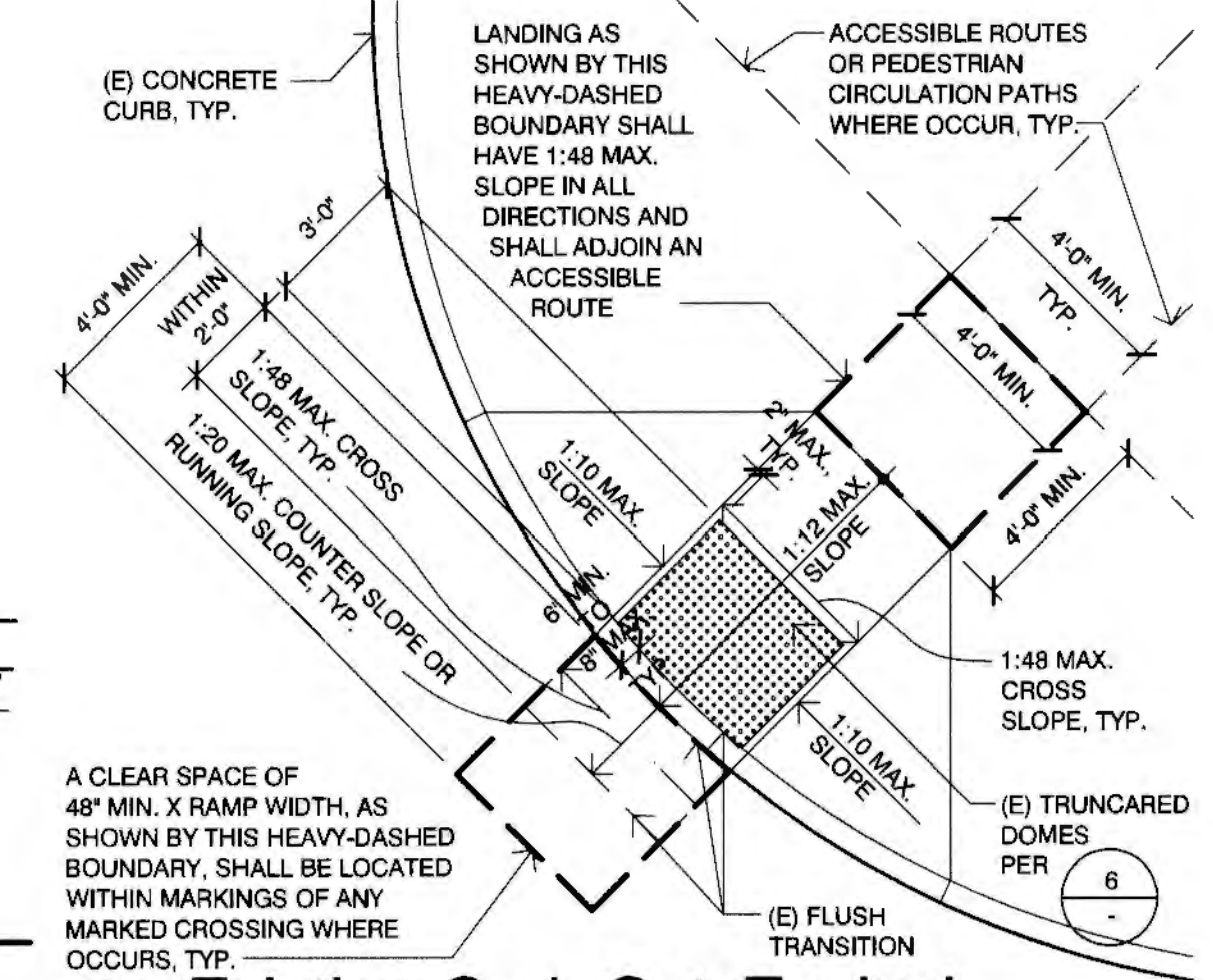 (E) CONCRETE
CURB, TYP.
LANDING AS
SHOWN BY THIS
HEAVY-DASHED
BOUNDARY SHALL
HAVE 1:48 MAX.
SLOPE IN ALL
DIRECTIONS AND
SHALL ADJOIN AN
ACCESSIBLE
ROUTE
ACCESSIBLE ROUTES
OR PEDESTRIAN
CIRCULATION PATHS
WHERE OCCUR, TYP.
3'-0"
4'-0" MIN.
WITHIN
2'-0"
1:48 MAX. CROSS
SLOPE, TYP.
1:20 MAX. COUNTER SLOPE OR
RUNNING SLOPE, TYP.
4'-0" MIN.
TYP.
4'-0" MIN.
4'-0" MIN.
2" MAX.,
TYP.
1:10 MAX.
SLOPE
1:12 MAX.
SLOPE
6" MIN.
TO
8" MAX.
TYP.
1:48 MAX.
CROSS
SLOPE, TYP.
1:10 MAX.
SLOPE
(E) TRUNCARED
DOMES
PER
6
-
A CLEAR SPACE OF
48" MIN. X RAMP WIDTH, AS
SHOWN BY THIS HEAVY-DASHED
BOUNDARY, SHALL BE LOCATED
WITHIN MARKINGS OF ANY
MARKED CROSSING WHERE
OCCURS, TYP.
(E) FLUSH
TRANSITION